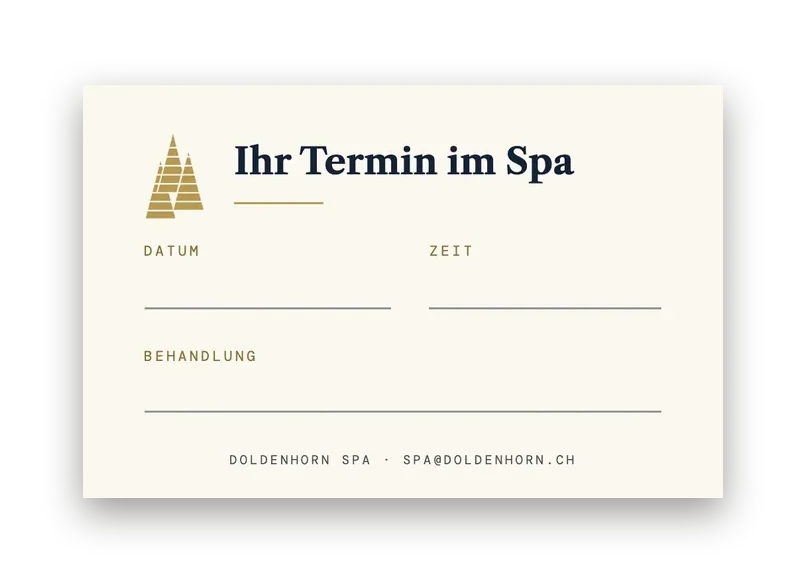 Ihr Termin im Spa
DATUM
ZEIT
BEHANDLUNG
DOLDENHORN SPA · SPA@DOLDENHORN.CH